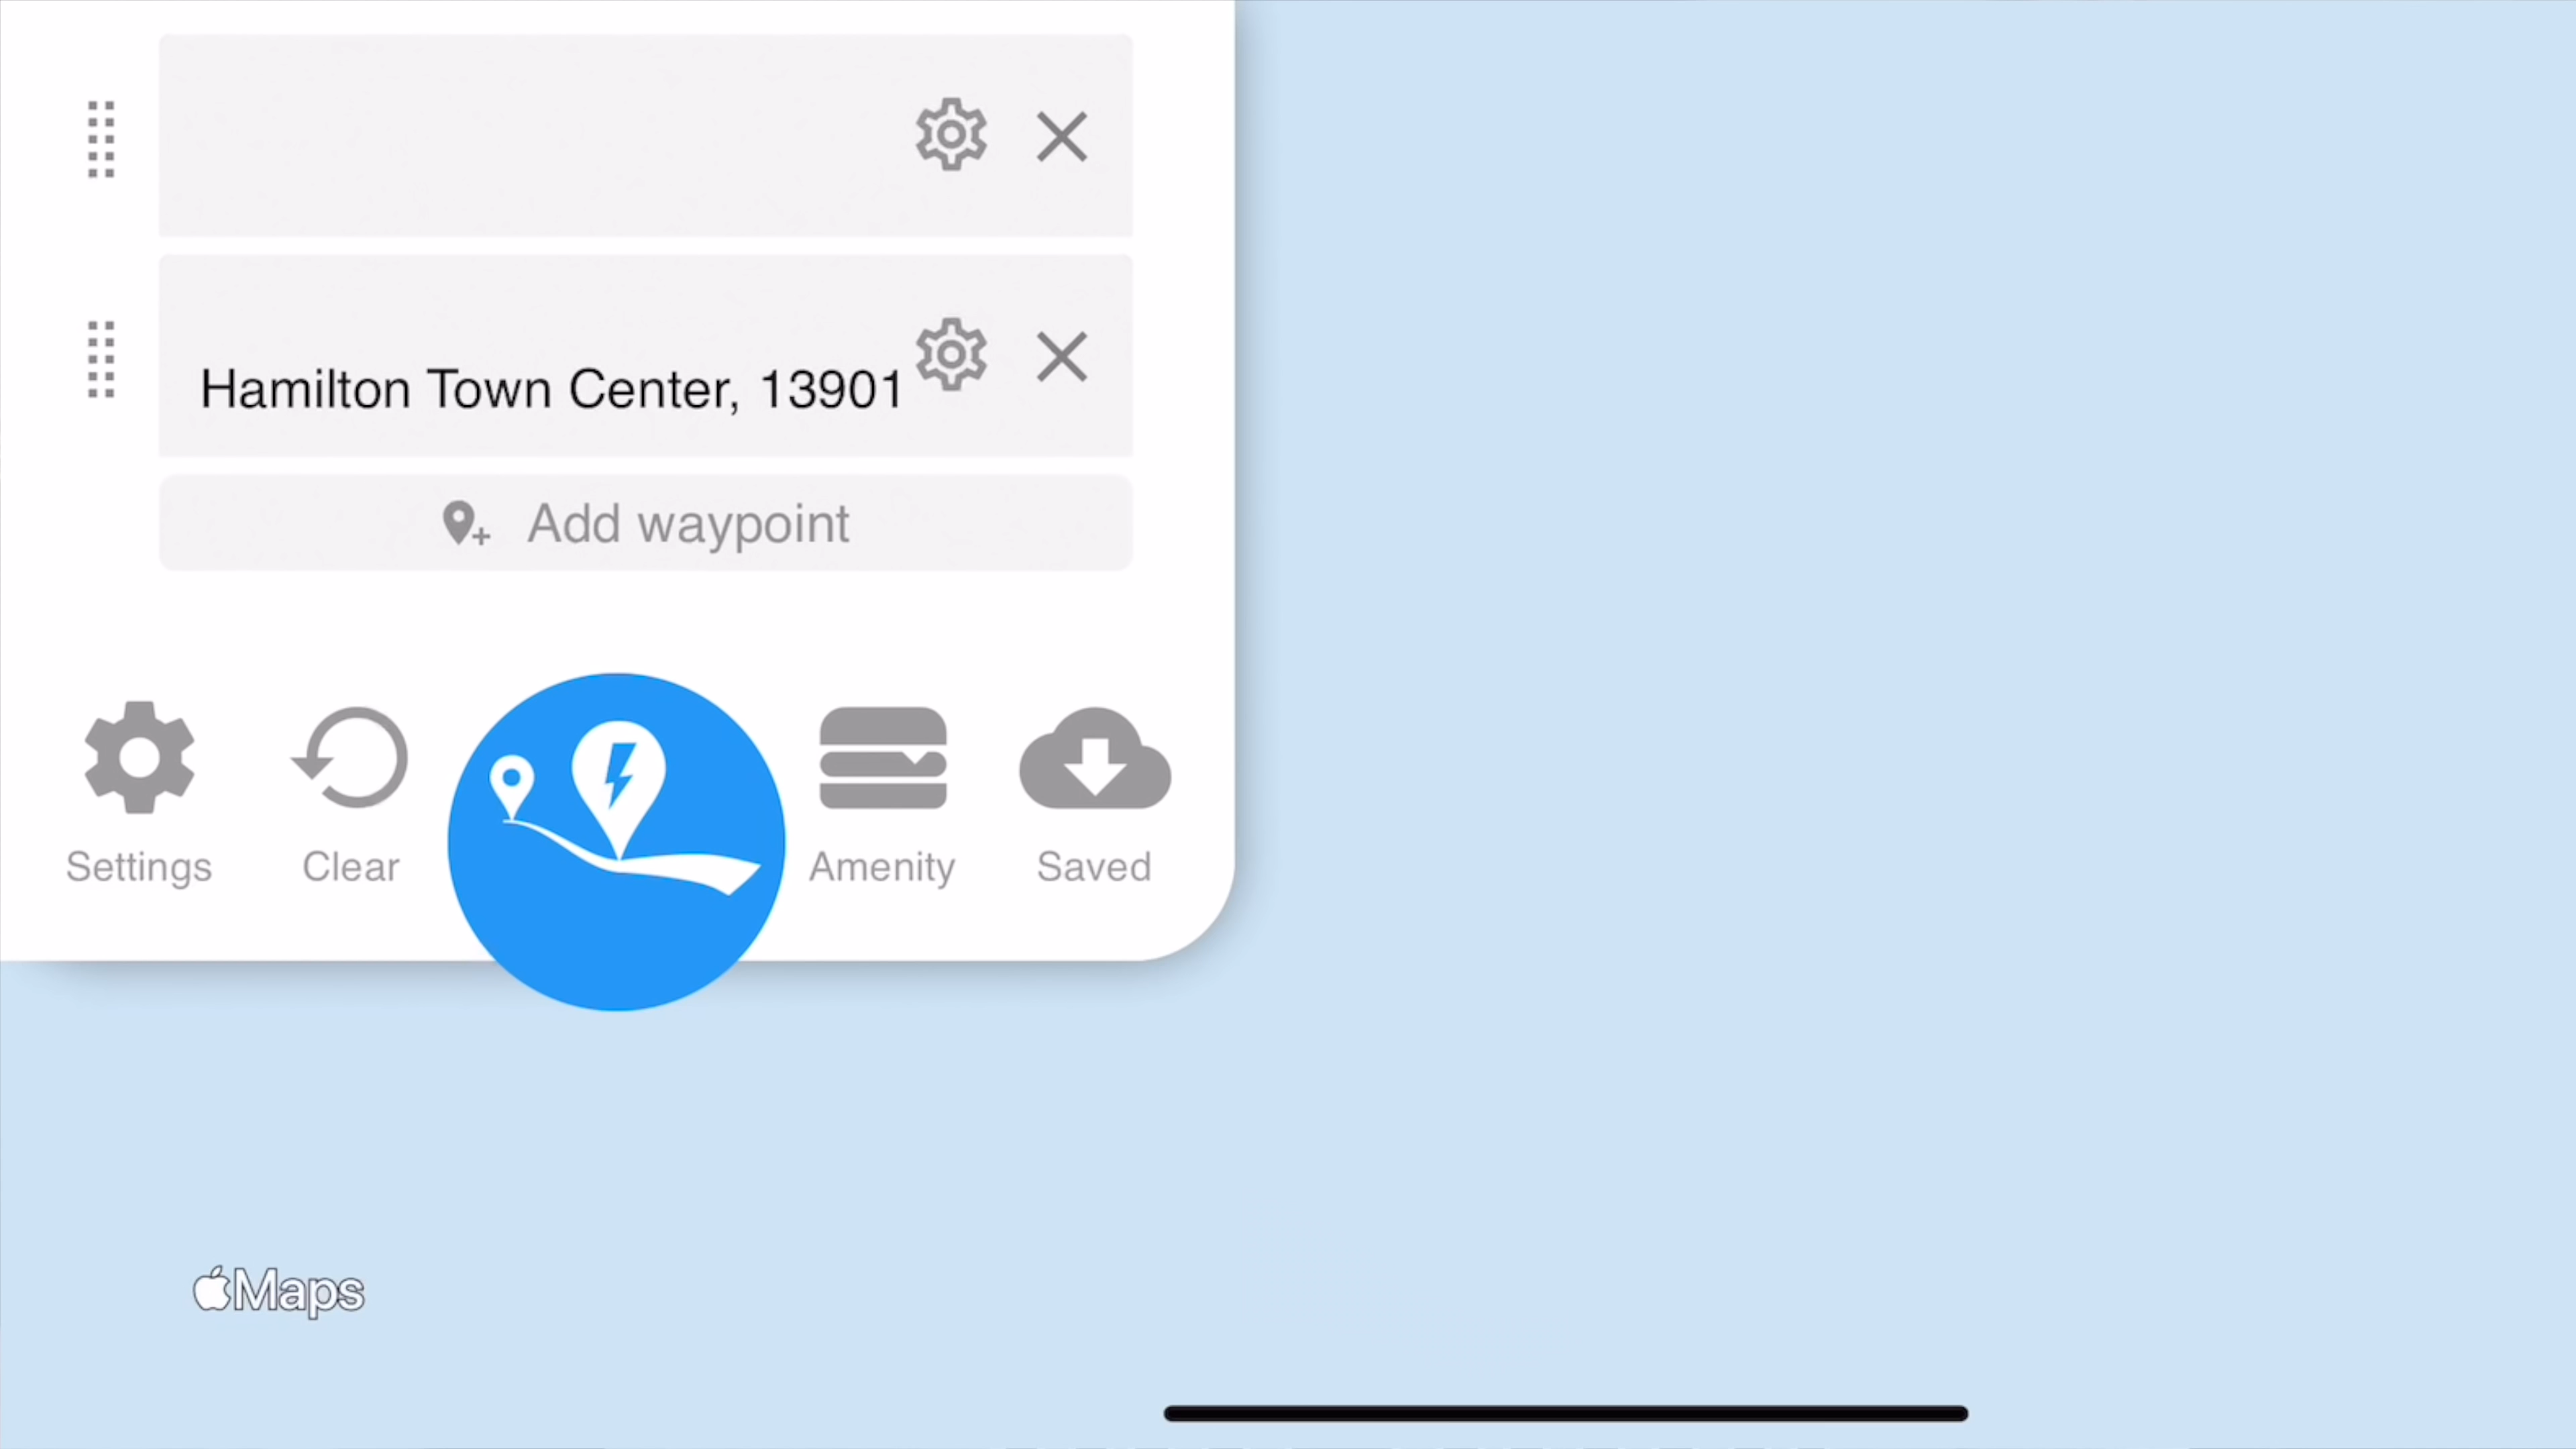 Hamilton Town Center, 13901
Add waypoint
Settings
Clear
Amenity
Saved
Maps